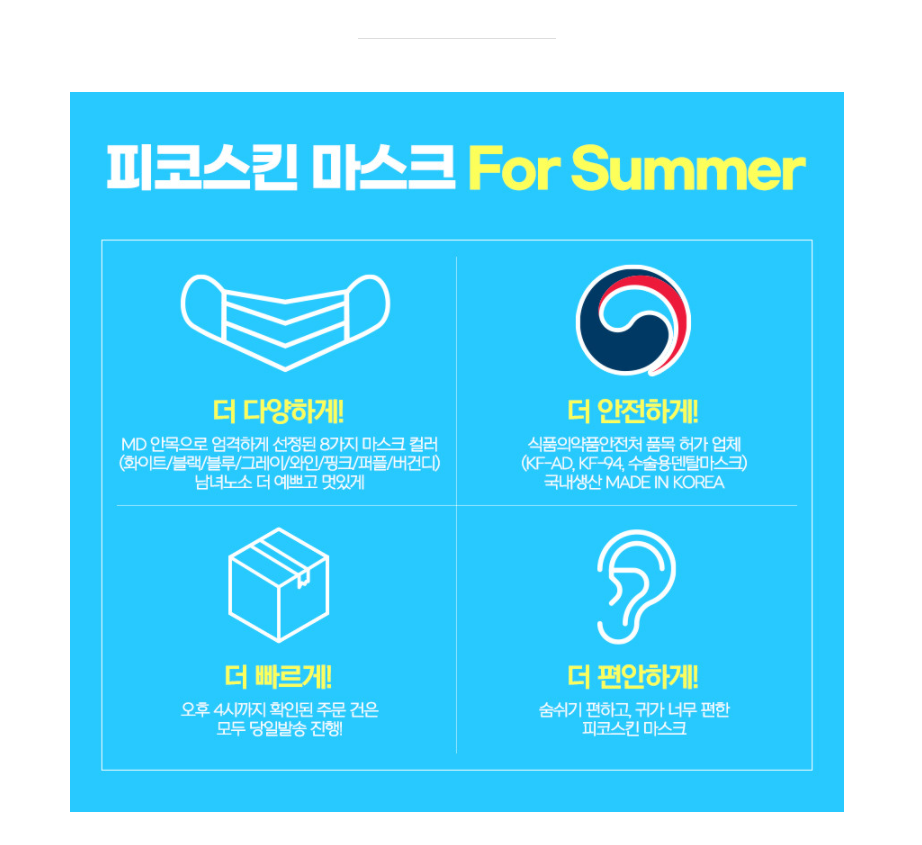 피코스킨 마스크 For Summer
더 다양하게!
MD 안목으로 엄격하게 선정된 8가지 마스크 컬러
(화이트/블랙/블루/그레이/와인/핑크/퍼플/버건디)
남녀노소 더 예쁘고 멋있게
더 안전하게!
식품의약품안전처 품목 허가 업체
(KF-AD, KF-94, 수술용덴탈마스크)
국내생산 MADE IN KOREA
더 빠르게!
오후 4시까지 확인된 주문 건은
모두 당일발송 진행!
더 편안하게!
숨쉬기 편하고, 귀가 너무 편한
피코스킨 마스크